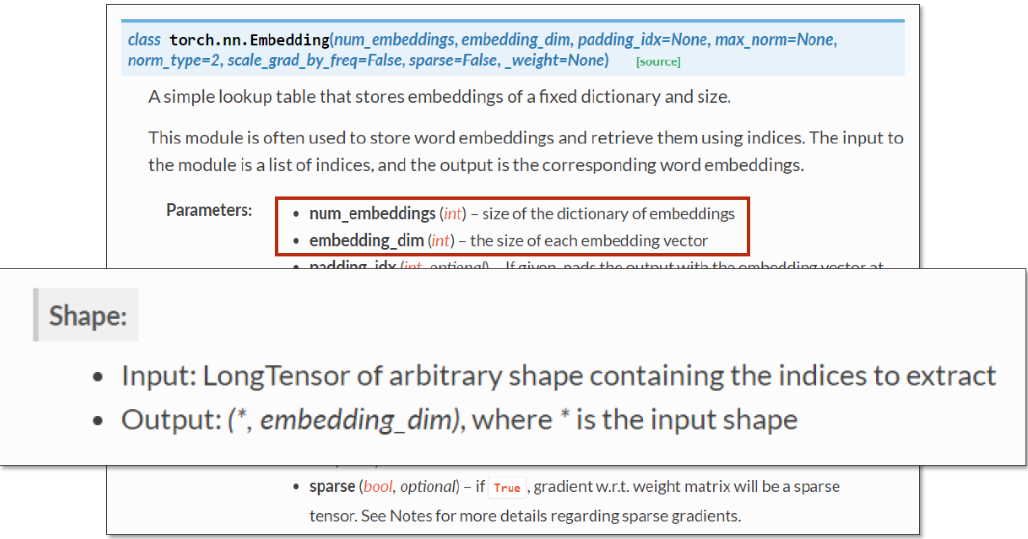 class torch.nn.Embedding(num_embeddings, embedding_dim, padding_idx=None, max_norm=None,
norm_type=2, scale_grad_by_freq=False, sparse=False, _weight=None) [source]
A simple lookup table that stores embeddings of a fixed dictionary and size.
This module is often used to store word embeddings and retrieve them using indices. The input to
the module is a list of indices, and the output is the corresponding word embeddings.
Parameters:
• num_embeddings (int) – size of the dictionary of embeddings
• embedding_dim (int) – the size of each embedding vector
• padding_idx (int, optional) – If given, pads the output with the embedding vector at
Shape:
• Input: LongTensor of arbitrary shape containing the indices to extract
• Output: (*, embedding_dim), where * is the input shape
• sparse (bool, optional) – if True, gradient w.r.t. weight matrix will be a sparse
tensor. See Notes for more details regarding sparse gradients.